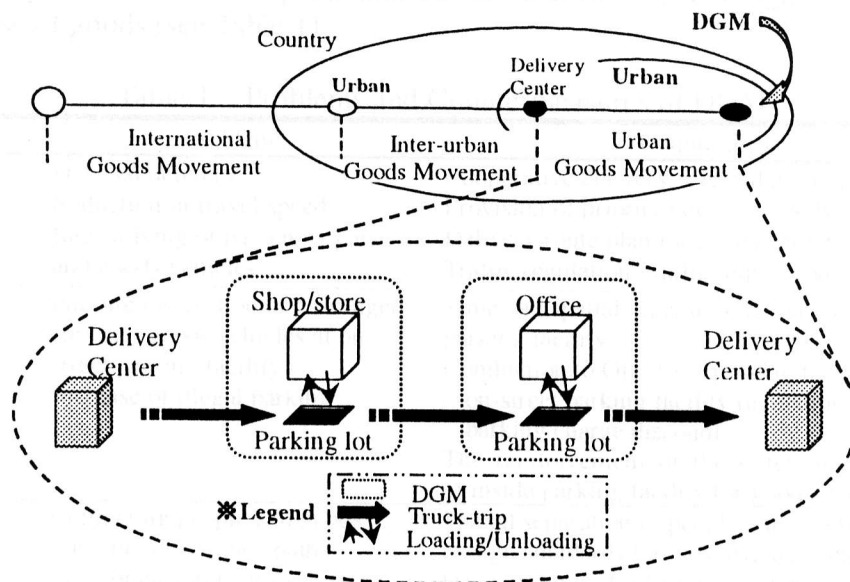 DGM
Country
Delivery
Center
Urban
Urban
International
Goods Movement
Inter-urban
Goods Movement
Urban
Goods Movement
Shop/store
Office
Delivery
Center
Delivery
Center
Parking lot
Parking lot
※Legend
DGM
Truck-trip
Loading/Unloading